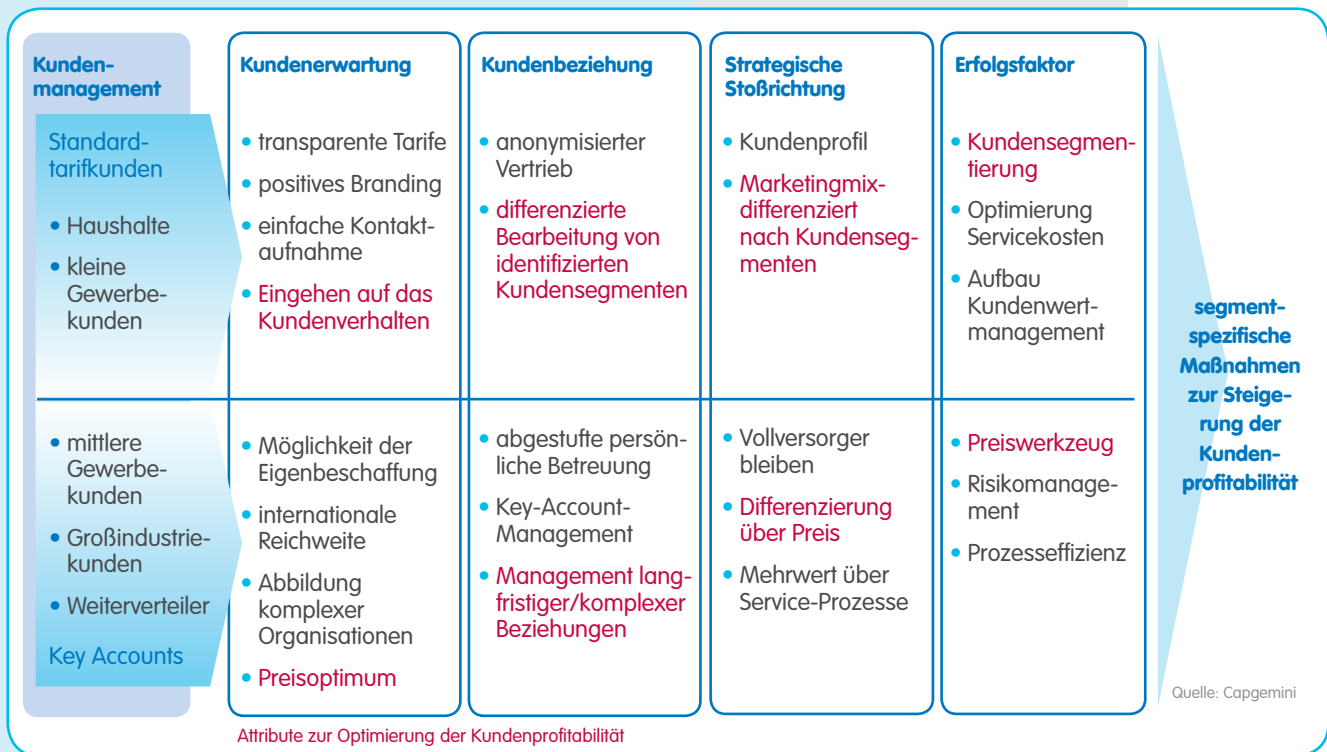 Kunden-
management
Standard-
tarifkunden
• Haushalte
• kleine
Gewerbe-
kunden
• mittlere
Gewerbe-
kunden
• Großindustrie-
kunden
• Weiterverteiler
Key Accounts
Kundenerwartung
• transparente Tarife
• positives Branding
• einfache Kontakt-
aufnahme
• Eingehen auf das
Kundenverhalten
• Möglichkeit der
Eigenbeschaffung
• internationale
Reichweite
• Abbildung
komplexer
Organisationen
• Preisoptimum
Kundenbeziehung
• anonymisierter
Vertrieb
• differenzierte
Bearbeitung von
identifizierten
Kundensegmenten
• abgestufte persön-
liche Betreuung
• Key-Account-
Management
• Management lang-
fristiger/komplexer
Beziehungen
Strategische
Stoßrichtung
• Kundenprofil
• Marketingmix-
differenziert
nach Kundenseg-
menten
• Vollversorger
bleiben
• Differenzierung
über Preis
• Mehrwert über
Service-Prozesse
Erfolgsfaktor
• Kundensegmen-
tierung
• Optimierung
Servicekosten
• Aufbau
Kundenwert-
management
• Preiswerkzeug
• Risikomanage-
ment
• Prozesseffizienz
segment-
spezifische
Maßnahmen
zur Steige-
rung der
Kunden-
profitabilität
Quelle: Capgemini
Attribute zur Optimierung der Kundenprofitabilität